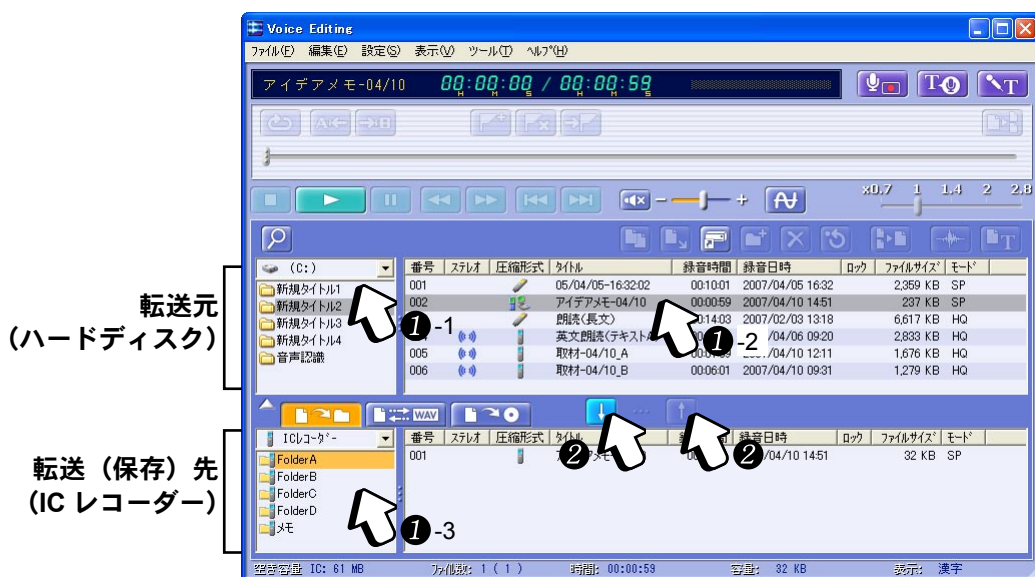 Voice Editing
ファイル(F) 編集(E) 設定(S) 表示(V) ツール(T) ヘルプ(H)
アイデアメモ-04/10 00:00:00 / 00:00:59
H M S H M S
T T
A B
x0.7 1 1.4 2 2.8
− +
T
転送元
(ハードディスク)
(C:)
新規タイトル1
新規タイトル2
新規タイトル3
新規タイトル4
音声認識
❶-1
番号 ステレオ 圧縮形式 タイトル 録音時間 録音日時 ロック ファイルサイズ モード
001 05/04/05-16:32:02 00:10:01 2007/04/05 16:32 2,359 KB SP
002 アイデアメモ-04/10 00:00:59 2007/04/10 14:51 237 KB SP
朗読(長文) 2007/02/03 13:18 6,617 KB HQ
英文朗読(テキスト /04/06 09:20 2,833 KB HQ
005 取材-04/10_A /04/10 12:11 1,676 KB HQ
006 取材-04/10_B 00:06:01 2007/04/10 09:31 1,279 KB HQ
❶-2
WAV
転送(保存)先
(IC レコーダー)
ICレコーダー
FolderA
FolderB
FolderC
FolderD
メモ
❶-3
番号 ステレオ 圧縮形式 タイトル 録音日時 ロック ファイルサイズ モード
001 /04/10 14:51 32 KB SP
❷
❷
空き容量 IC: 61 MB ファイル数: 1 ( 1 ) 時間: 00:00:59 容量: 32 KB 表示: 漢字